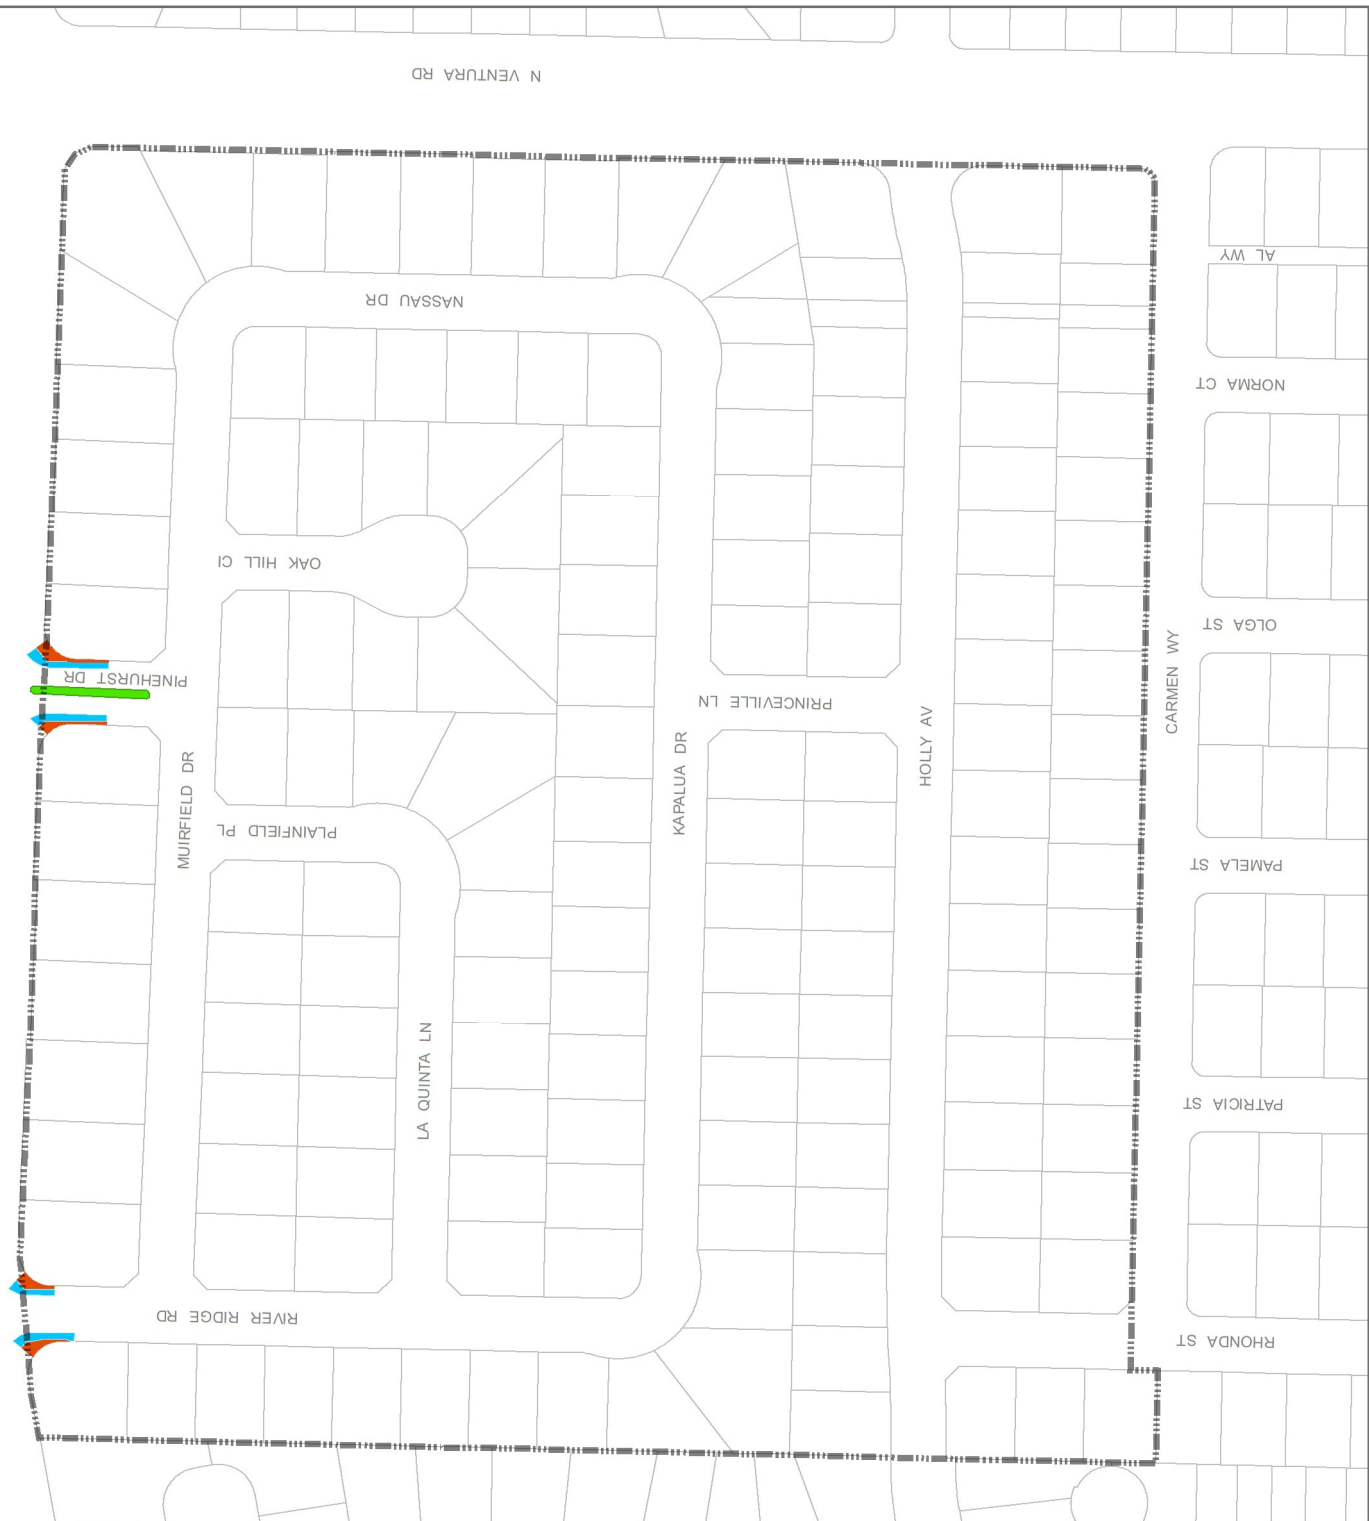 N VENTURA RD
AL WY
NASSAU DR
NORMA CT
OAK HILL CI
OLGA ST
PINEHURST DR
PRINCEVILLE LN
CARMEN WY
HOLLY AV
KAPALUA DR
MUIRFIELD DR
PLAINFIELD PL
PAMELA ST
LA QUINTA LN
PATRICIA ST
RIVER RIDGE RD
RHONDA ST